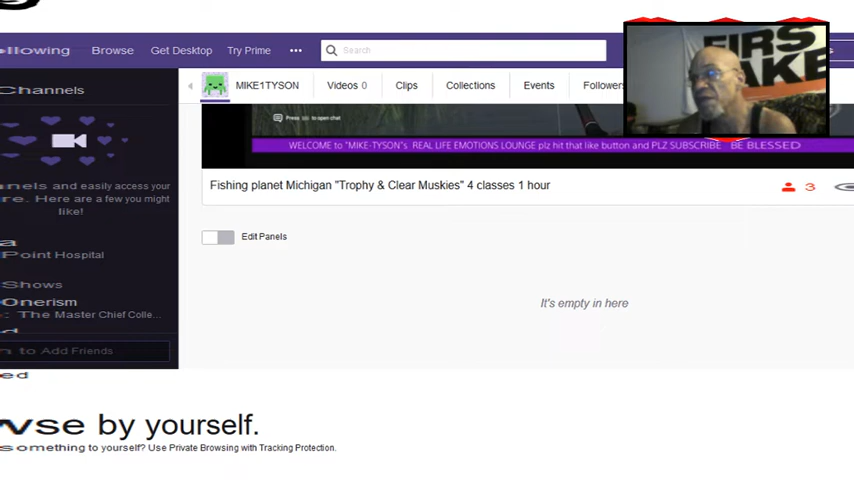 Browse Get Desktop Try Prime ••• Search
Channels
MIKE1TYSON Videos 0 Clips Collections Events Followers
Press to open chat
WELCOME to "MIKE-TYSON's REAL LIFE EMOTIONS LOUNGE plz hit that like button and PLZ SUBSCRIBE BE BLESSED
and easily access your
Here are a few you might
like!
Fishing planet Michigan "Trophy & Clear Muskies" 4 classes 1 hour
3
Edit Panels
Point Hospital
Shows
Onerism
The Master Chief Colle...
It's empty in here
to Add Friends
by yourself.
something to yourself? Use Private Browsing with Tracking Protection.